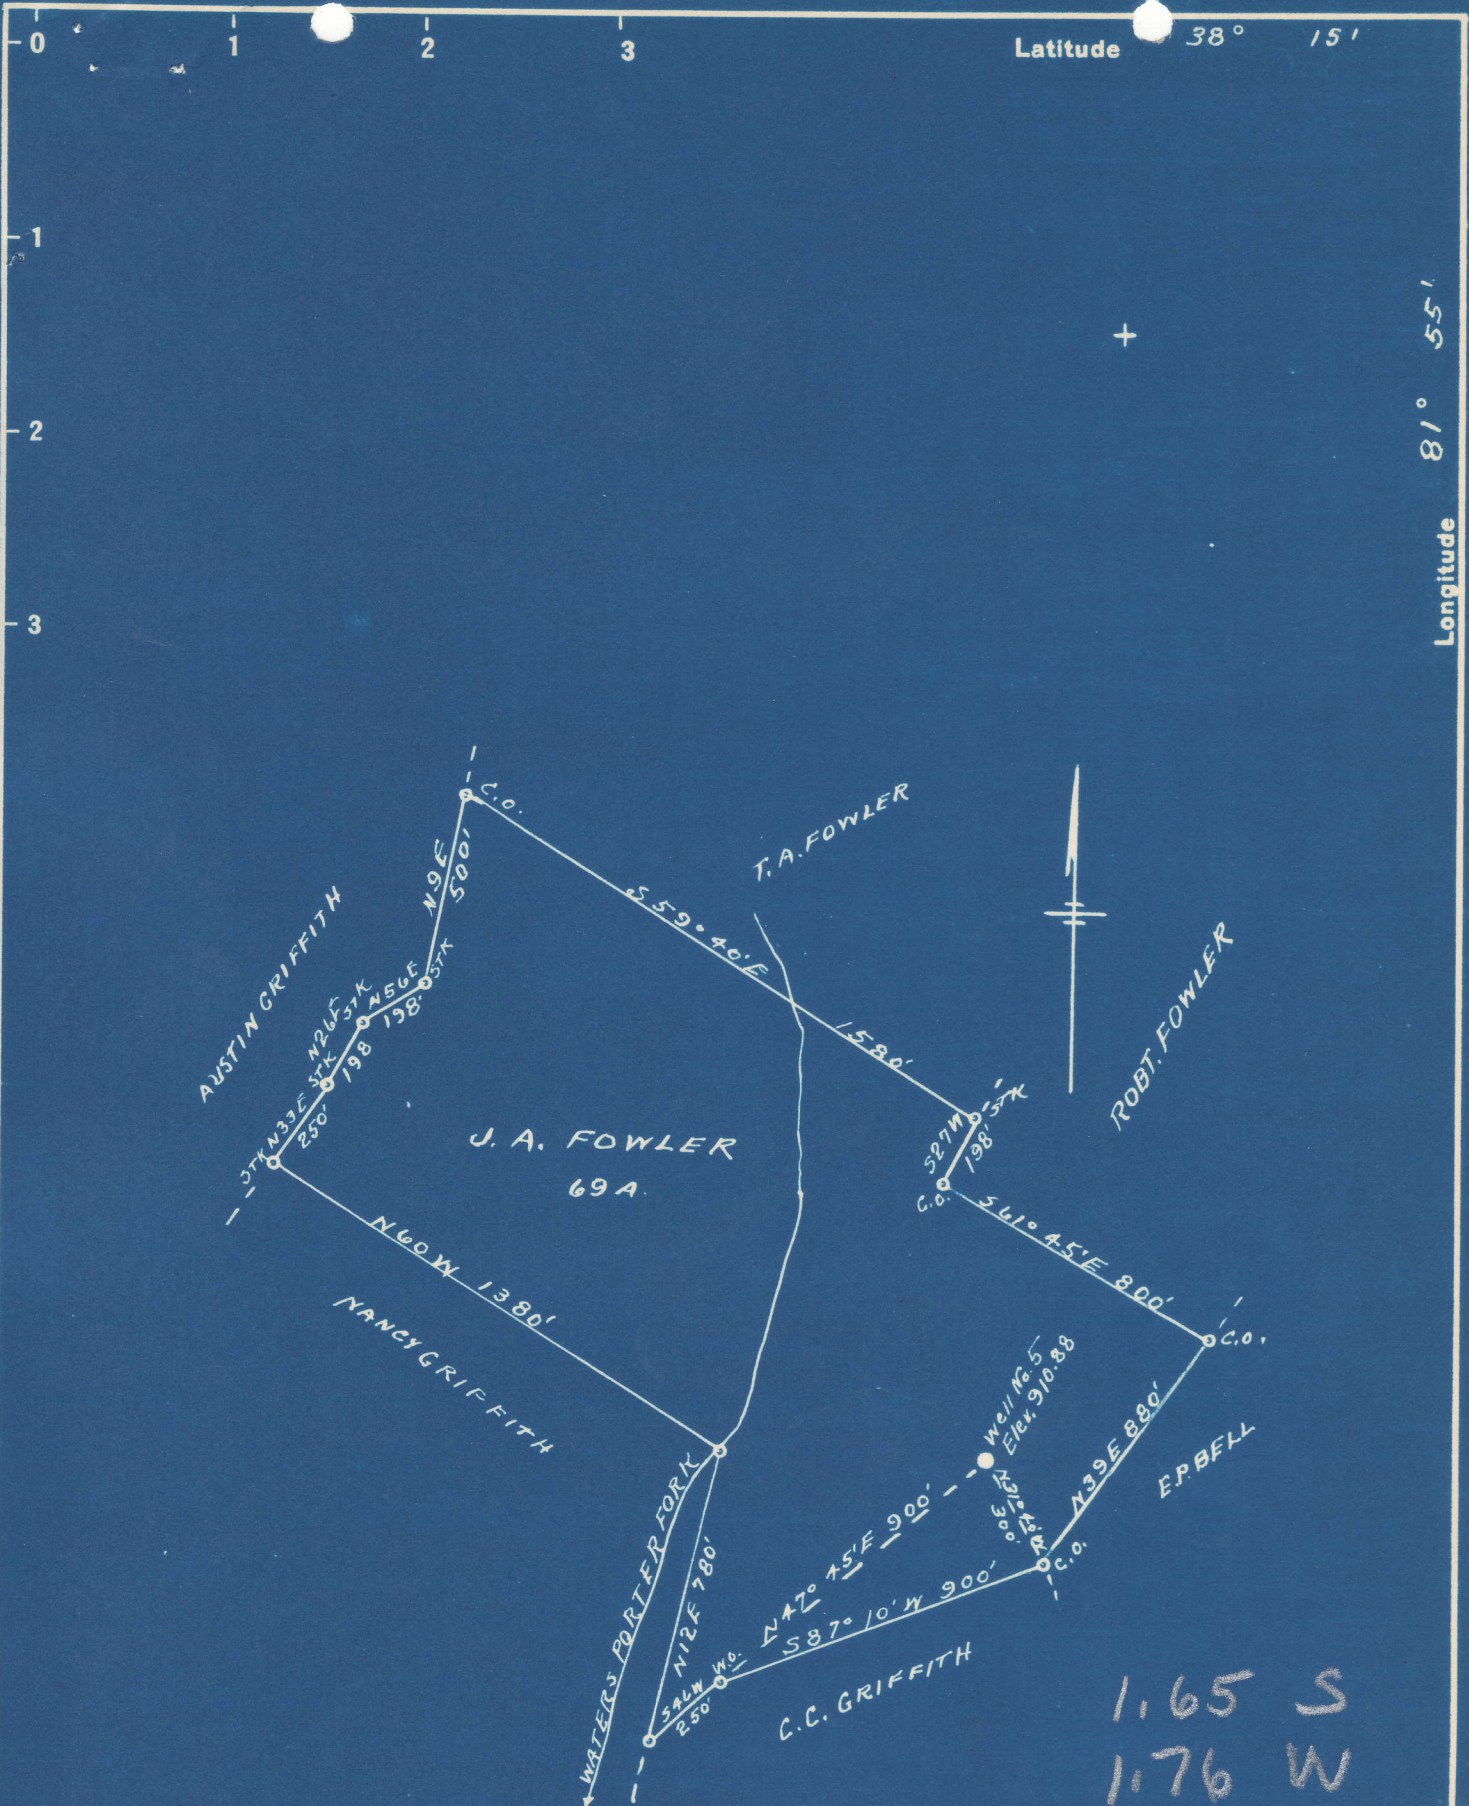 0 1 2 3 Latitude 38° 15'
1
2
3
81° 55'
Longitude
C.O.
N9E
500'
T.A. FOWLER
S59°40'E
1580'
AUSTIN GRIFFITH
STK
N56E
198'
STK
N26E
198
STK
N33E
250'
STK
ROBT. FOWLER
J. A. FOWLER
69 A.
STK
S27W
198'
C.O.
S61°45'E 800'
C.O.
N60W 1380'
NANCY GRIFFITH
Well No. 5
Elev. 910.88
N39E 880'
E.P. BELL
N31°40'W
300'
C.O.
N47°45'E 900'
S87°10'W 900'
WATERS PORTER FORK
N12E 780'
W.O.
S46W
250'
C.C. GRIFFITH
1.65 S
1.76 W